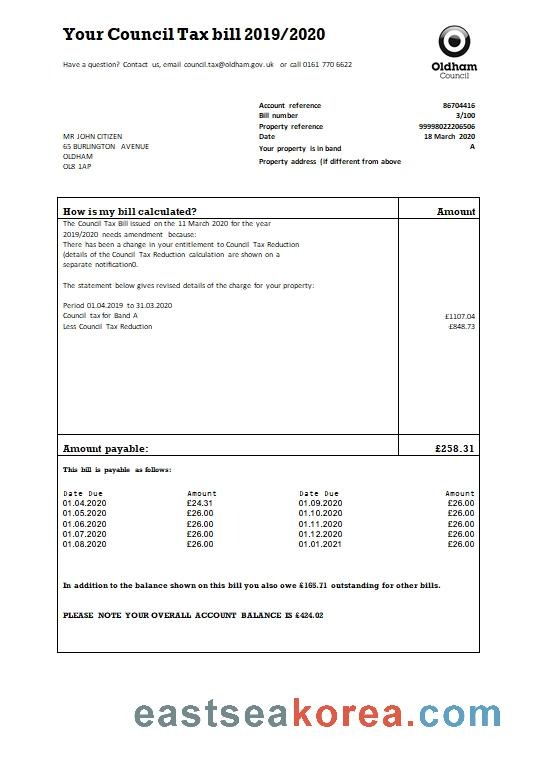 Your Council Tax bill 2019/2020
Have a question? Contact us, email council.tax@oldham.gov.uk or call 0161 770 6622
Oldham
Council
Account reference 86704416
Bill number 3/100
Property reference 99998022206506
Date 18 March 2020
Your property is in band A
Property address (if different from above
MR JOHN CITIZEN
65 BURLINGTON AVENUE
OLDHAM
OL8 1AP
How is my bill calculated? Amount
The Council Tax Bill issued on the 11 March 2020 for the year
2019/2020 needs amendment because:
There has been a change in your entitlement to Council Tax Reduction
(details of the Council Tax Reduction calculation are shown on a
separate notification0.
The statement below gives revised details of the charge for your property:
Period 01.04.2019 to 31.03.2020
Council tax for Band A £1107.04
Less Council Tax Reduction £848.73
Amount payable: £258.31
This bill is payable as follows:
Date Due Amount Date Due Amount
01.04.2020 £24.31 01.09.2020 £26.00
01.05.2020 £26.00 01.10.2020 £26.00
01.06.2020 £26.00 01.11.2020 £26.00
01.07.2020 £26.00 01.12.2020 £26.00
01.08.2020 £26.00 01.01.2021 £26.00
In addition to the balance shown on this bill you also owe £165.71 outstanding for other bills.
PLEASE NOTE YOUR OVERALL ACCOUNT BALANCE IS £424.02
eastseakorea.com